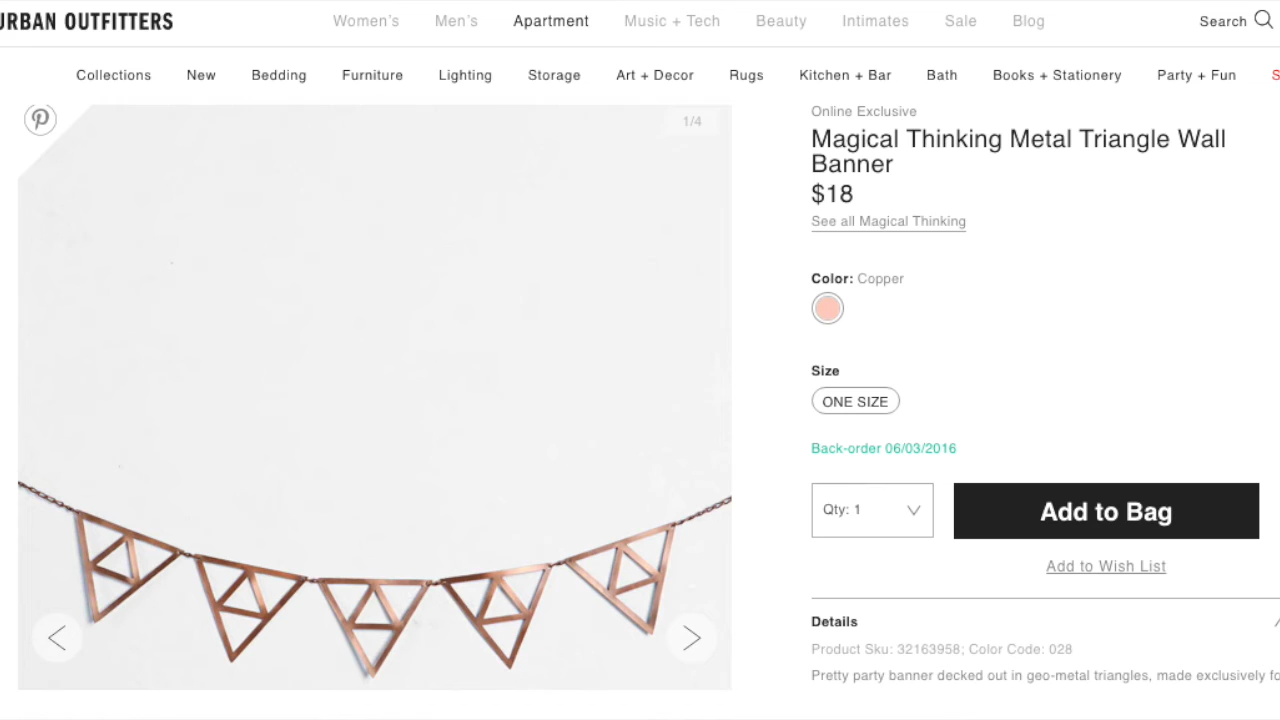 URBAN OUTFITTERS
Women's Men's Apartment Music + Tech Beauty Intimates Sale Blog Search
Collections New Bedding Furniture Lighting Storage Art + Decor Rugs Kitchen + Bar Bath Books + Stationery Party + Fun S
1/4
Online Exclusive
Magical Thinking Metal Triangle Wall
Banner
$18
See all Magical Thinking
Color: Copper
Size
ONE SIZE
Back-order 06/03/2016
Qty: 1
Add to Bag
Add to Wish List
Details
Product Sku: 32163958; Color Code: 028
Pretty party banner decked out in geo-metal triangles, made exclusively fo